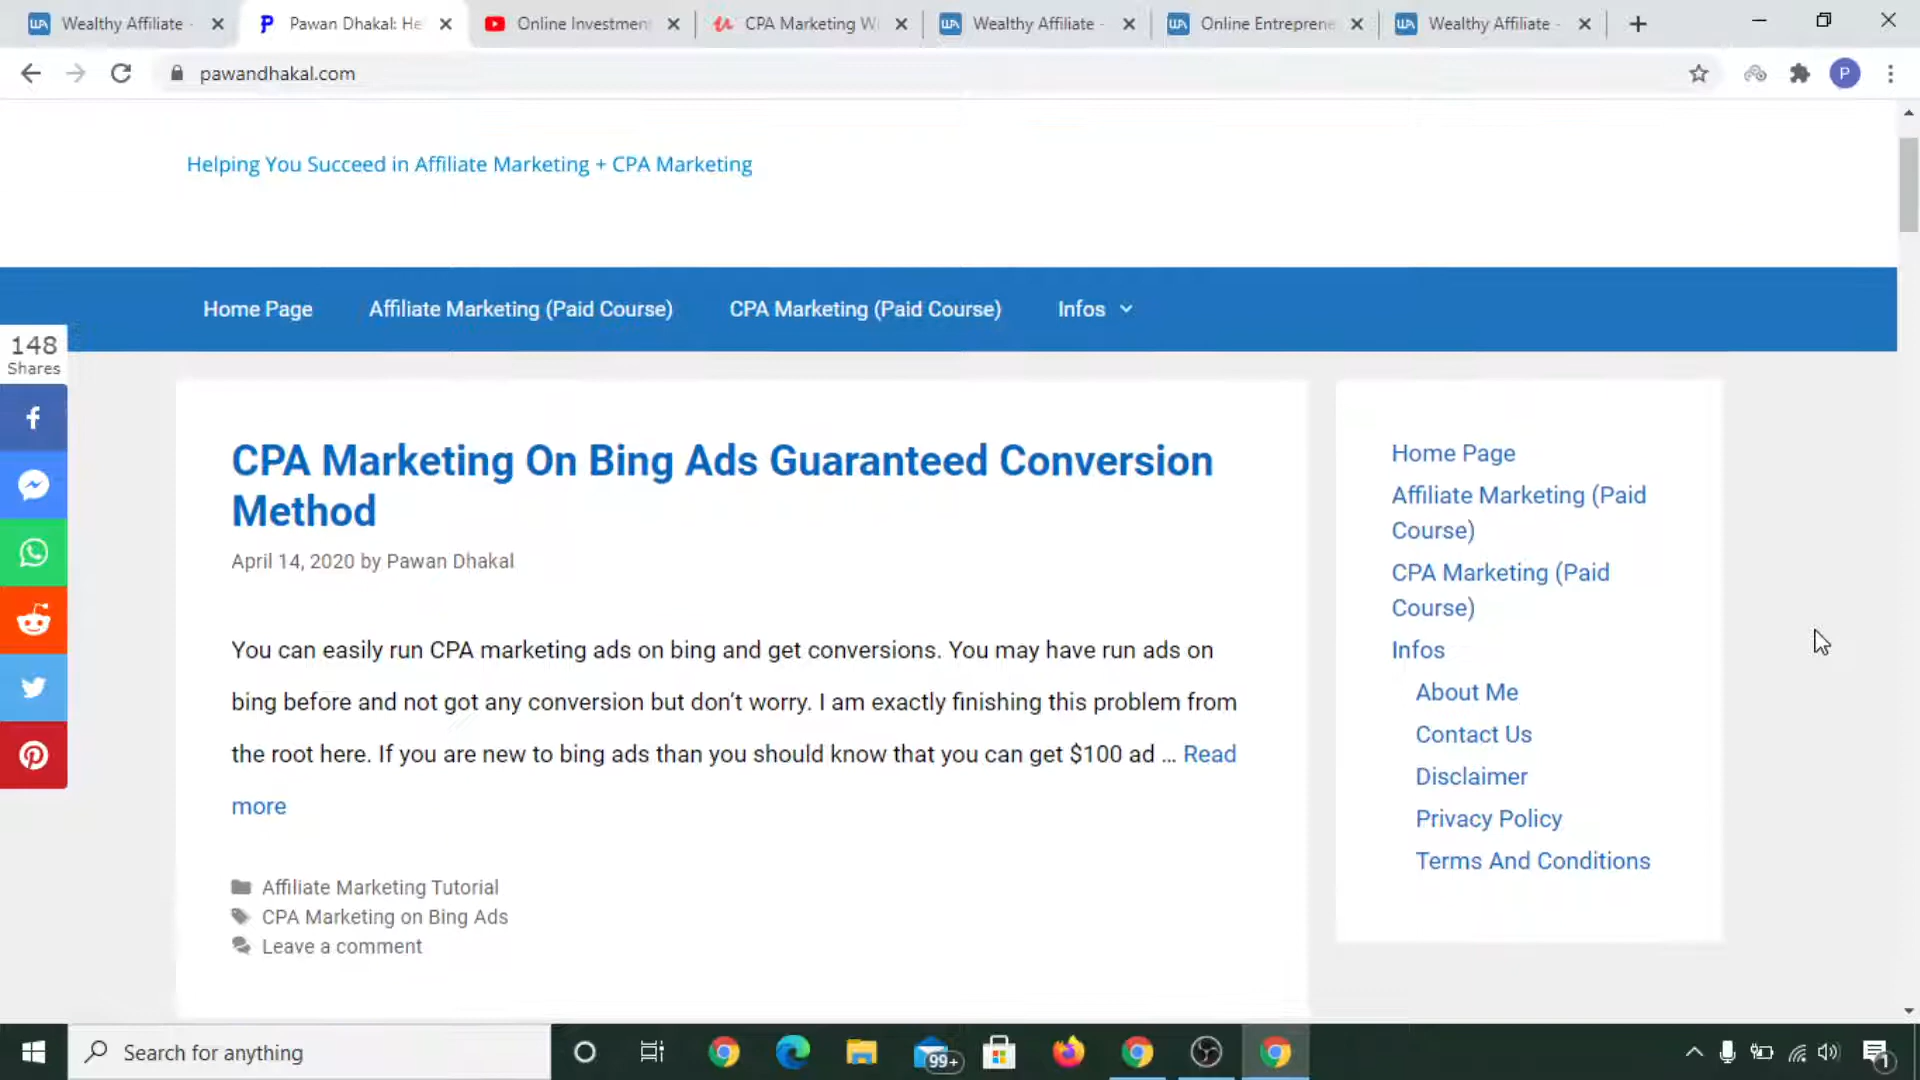 Wealthy Affiliate -
Pawan Dhakal: He
Online Investmen
CPA Marketing W
Wealthy Affiliate -
Online Entreprene
Wealthy Affiliate -
pawandhakal.com
P
Helping You Succeed in Affiliate Marketing + CPA Marketing
Home Page
Affiliate Marketing (Paid Course)
CPA Marketing (Paid Course)
Infos
148
Shares
CPA Marketing On Bing Ads Guaranteed Conversion
Method
April 14, 2020 by Pawan Dhakal
You can easily run CPA marketing ads on bing and get conversions. You may have run ads on
bing before and not got any conversion but don't worry. I am exactly finishing this problem from
the root here. If you are new to bing ads than you should know that you can get $100 ad ... Read
more
Affiliate Marketing Tutorial
CPA Marketing on Bing Ads
Leave a comment
Home Page
Affiliate Marketing (Paid
Course)
CPA Marketing (Paid
Course)
Infos
About Me
Contact Us
Disclaimer
Privacy Policy
Terms And Conditions
Search for anything
99+
1